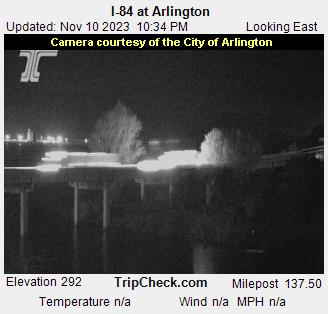 I-84 at Arlington
Updated: Nov 10 2023 10:34 PM Looking East
Camera courtesy of the City of Arlington
Elevation 292 TripCheck.com Milepost 137.50
Temperature n/a Wind n/a MPH n/a